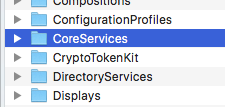 Compositions
ConfigurationProfiles
CoreServices
CryptoTokenKit
DirectoryServices
Displays